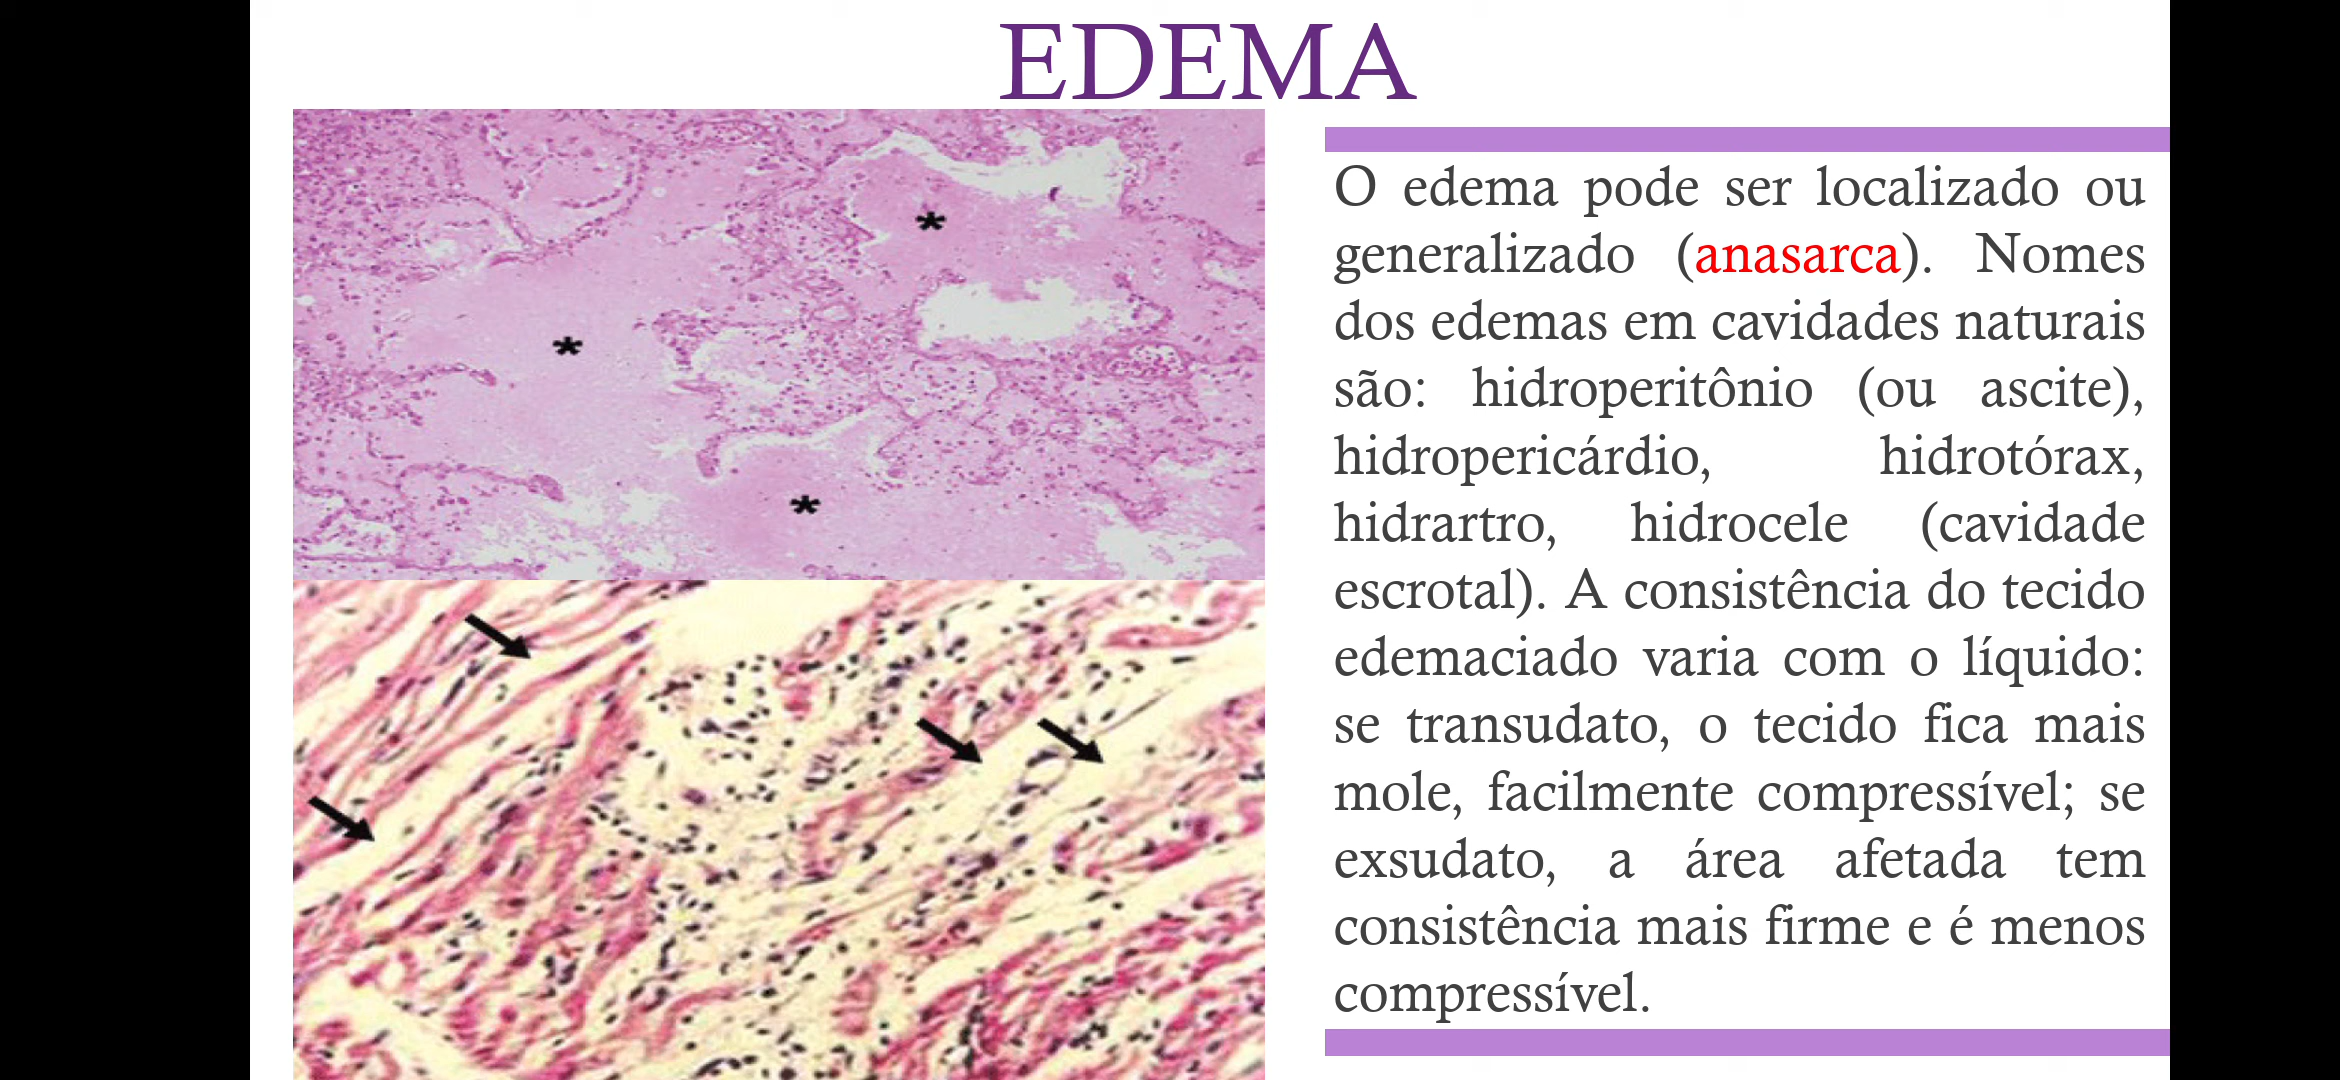 EDEMA
*
*
*
O edema pode ser localizado ou
generalizado (anasarca). Nomes
dos edemas em cavidades naturais
são: hidroperitônio (ou ascite),
hidropericárdio, hidrotórax,
hidrartro, hidrocele (cavidade
escrotal). A consistência do tecido
edemaciado varia com o líquido:
se transudato, o tecido fica mais
mole, facilmente compressível; se
exsudato, a área afetada tem
consistência mais firme e é menos
compressível.